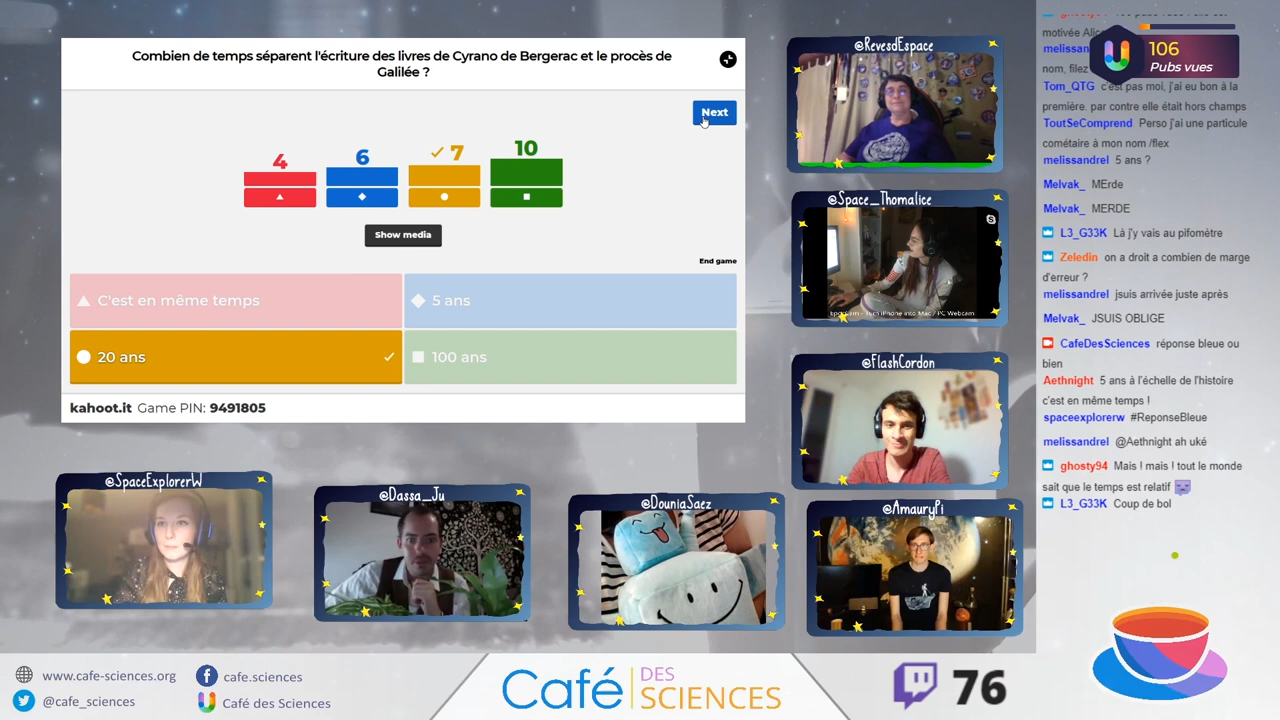 Combien de temps séparent l'écriture des livres de Cyrano de Bergerac et le procès de
Galilée ?
Next
4
6
7
10
Show media
End game
C'est en même temps
5 ans
20 ans
100 ans
kahoot.it Game PIN: 9491805
@RevesdEspace
@Space_Thomalice
@FlashCordon
@SpaceExplorerW
@Dassa_Ju
@DouniaSaez
@AmauryPi
106
Pubs vues
motivée Alic
melissan
nom, filez
Tom_QTG c'est pas moi, j'ai eu bon à la
première. par contre elle était hors champs
ToutSeComprend Perso j'ai une particule
cométaire à mon nom /flex
melissandrel 5 ans ?
Melvak_ MErde
Melvak_ MERDE
L3_G33K Là j'y vais au pifomètre
Zeledin on a droit a combien de marge
d'erreur ?
melissandrel jsuis arrivée juste après
Melvak_ JSUIS OBLIGE
CafeDesSciences réponse bleue ou
bien
Aethnight 5 ans à l'échelle de l'histoire
c'est en même temps !
spaceexplorerw #ReponseBleue
melissandrel @Aethnight ah uké
ghosty94 Mais ! mais ! tout le monde
sait que le temps est relatif
L3_G33K Coup de bol
www.cafe-sciences.org
cafe.sciences
@cafe_sciences
Café des Sciences
Café DES
SCIENCES
76